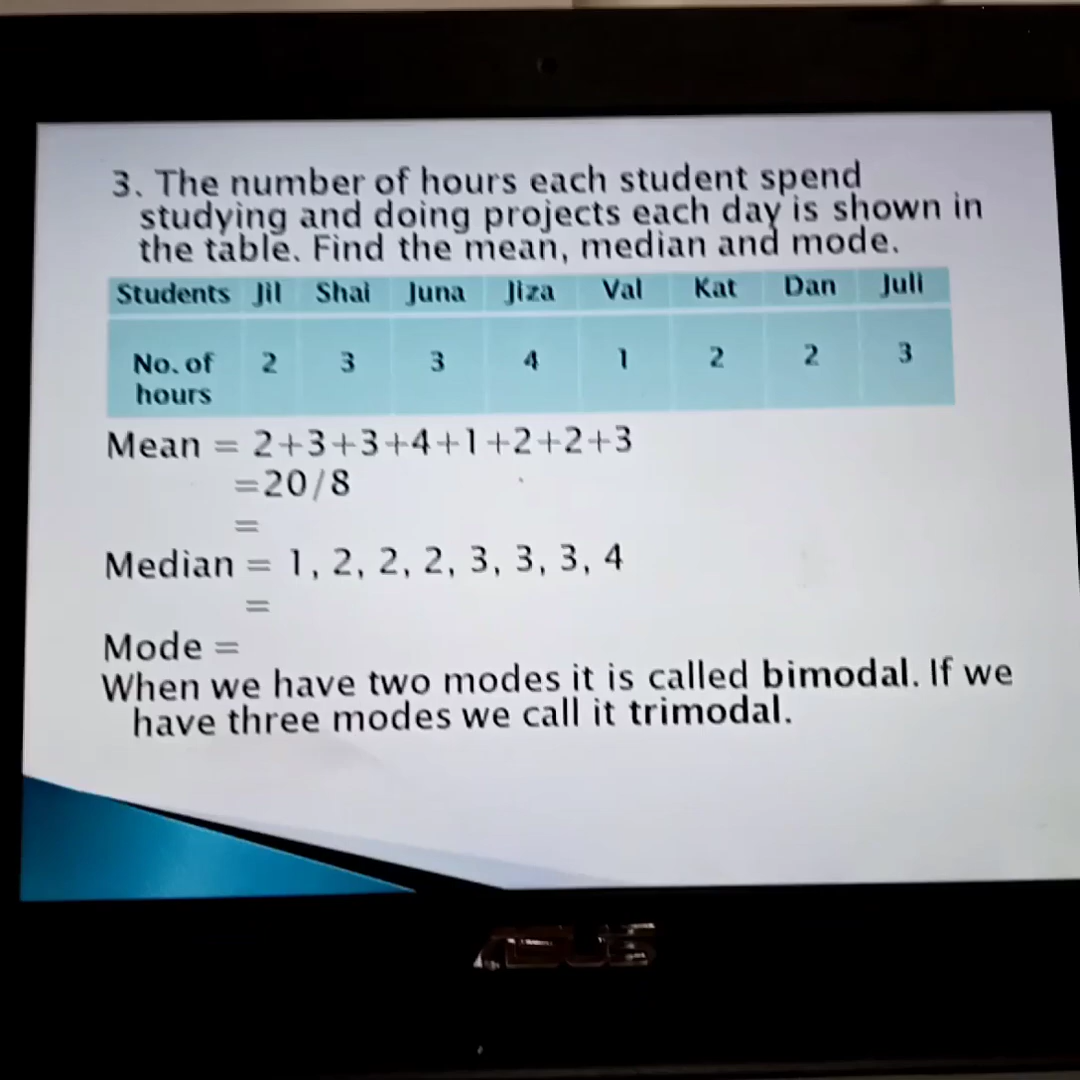 3. The number of hours each student spend
studying and doing projects each day is shown in
the table. Find the mean, median and mode.
Students Jil Shai Juna Jiza Val Kat Dan Juli
No. of 2 3 3 4 1 2 2 3
hours
Mean = 2+3+3+4+1+2+2+3
=20/8
=
Median = 1, 2, 2, 2, 3, 3, 3, 4
=
Mode =
When we have two modes it is called bimodal. If we
have three modes we call it trimodal.
ASUS